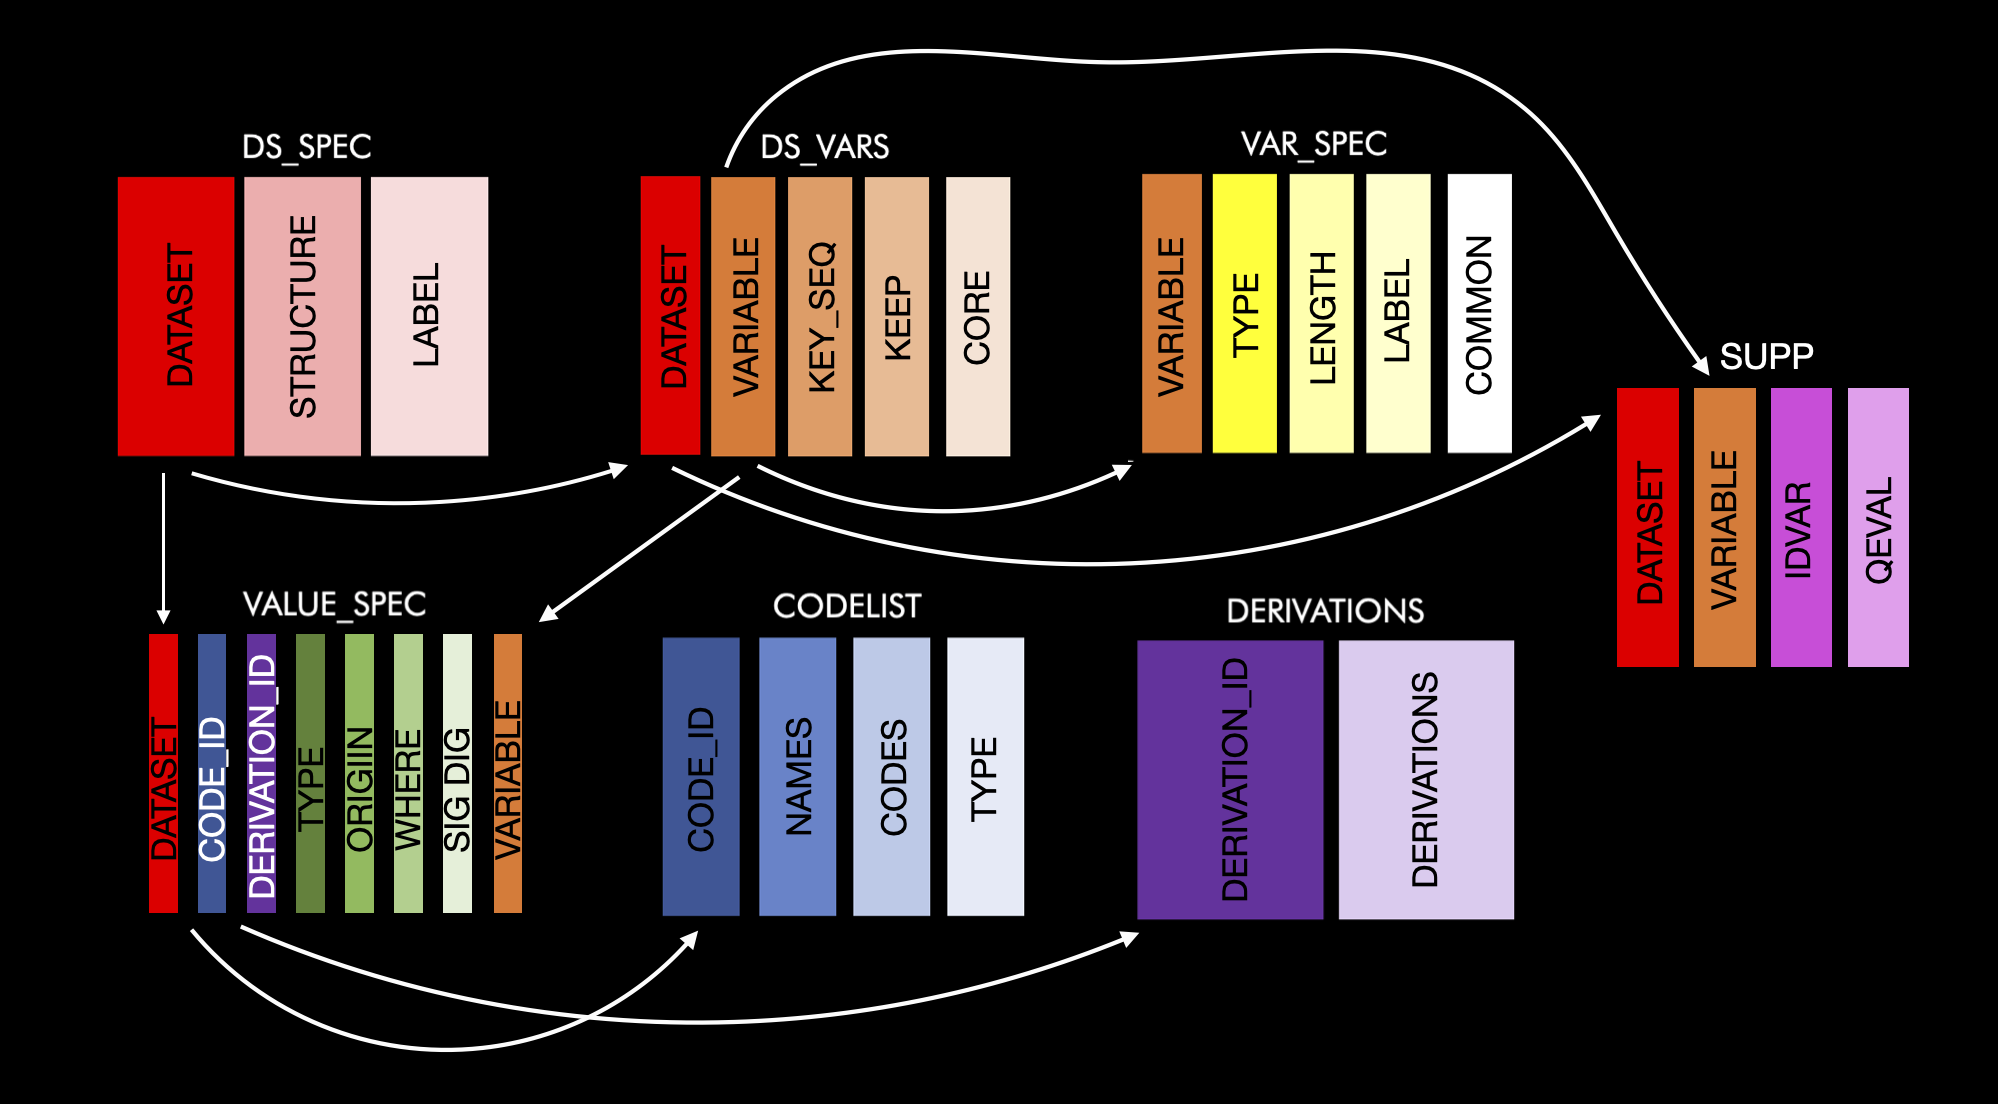 DS_SPEC
DATASET
STRUCTURE
LABEL
DS_VARS
DATASET
VARIABLE
KEY_SEQ
KEEP
CORE
VAR_SPEC
VARIABLE
TYPE
LENGTH
LABEL
COMMON
SUPP
DATASET
VARIABLE
IDVAR
QEVAL
VALUE_SPEC
DATASET
CODE_ID
DERIVATION_ID
TYPE
ORIGIN
WHERE
SIG DIG
VARIABLE
CODELIST
CODE_ID
NAMES
CODES
TYPE
DERIVATIONS
DERIVATION_ID
DERIVATIONS